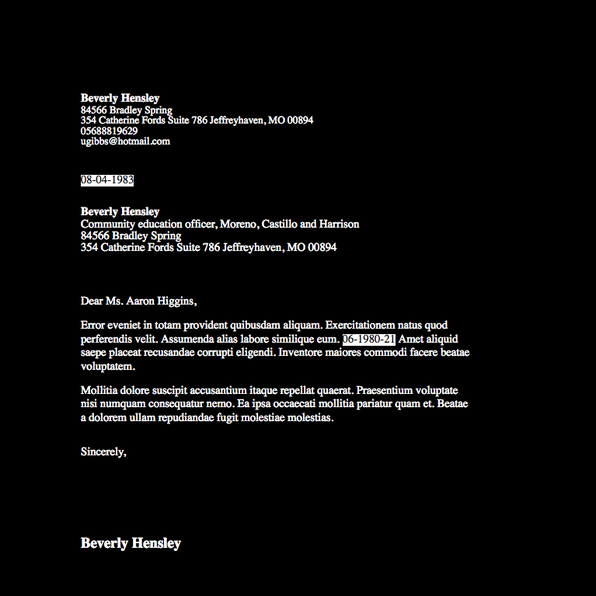 Beverly Hensley
84566 Bradley Spring
354 Catherine Fords Suite 786 Jeffreyhaven, MO 00894
05688819629
ugibbs@hotmail.com
08-04-1983
Beverly Hensley
Community education officer, Moreno, Castillo and Harrison
84566 Bradley Spring
354 Catherine Fords Suite 786 Jeffreyhaven, MO 00894
Dear Ms. Aaron Higgins,
Error eveniet in totam provident quibusdam aliquam. Exercitationem natus quod
perferendis velit. Assumenda alias labore similique eum. 06-1980-21 Amet aliquid
saepe placeat recusandae corrupti eligendi. Inventore maiores commodi facere beatae
voluptatem.
Mollitia dolore suscipit accusantium itaque repellat quaerat. Praesentium voluptate
nisi numquam consequatur nemo. Ea ipsa occaecati mollitia pariatur quam et. Beatae
a dolorem ullam repudiandae fugit molestiae molestias.
Sincerely,
Beverly Hensley